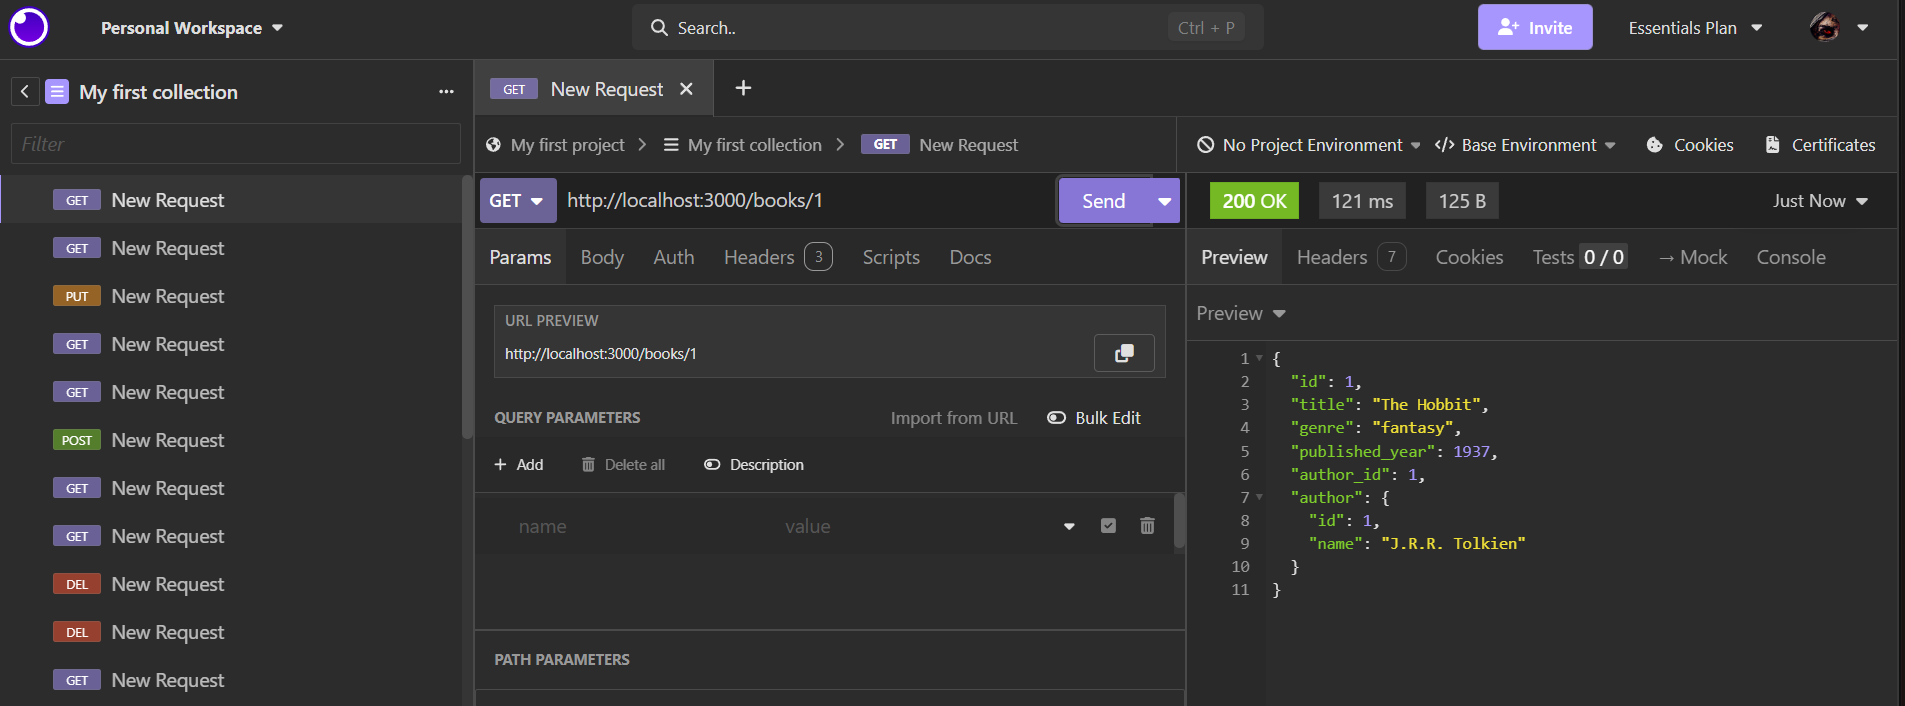 Personal Workspace
Search..
Ctrl + P
Invite
Essentials Plan
My first collection
GET New Request
Filter
My first project
My first collection
GET New Request
No Project Environment
</> Base Environment
Cookies
Certificates
GET New Request
GET New Request
PUT New Request
GET New Request
GET New Request
POST New Request
GET New Request
GET New Request
DEL New Request
DEL New Request
GET New Request
GET http://localhost:3000/books/1 Send
200 OK 121 ms 125 B Just Now
Params Body Auth Headers 3 Scripts Docs
URL PREVIEW
http://localhost:3000/books/1
QUERY PARAMETERS Import from URL Bulk Edit
+ Add Delete all Description
name value
PATH PARAMETERS
Preview Headers 7 Cookies Tests 0 / 0 → Mock Console
Preview
1 {
2 "id": 1,
3 "title": "The Hobbit",
4 "genre": "fantasy",
5 "published_year": 1937,
6 "author_id": 1,
7 "author": {
8 "id": 1,
9 "name": "J.R.R. Tolkien"
10 }
11 }